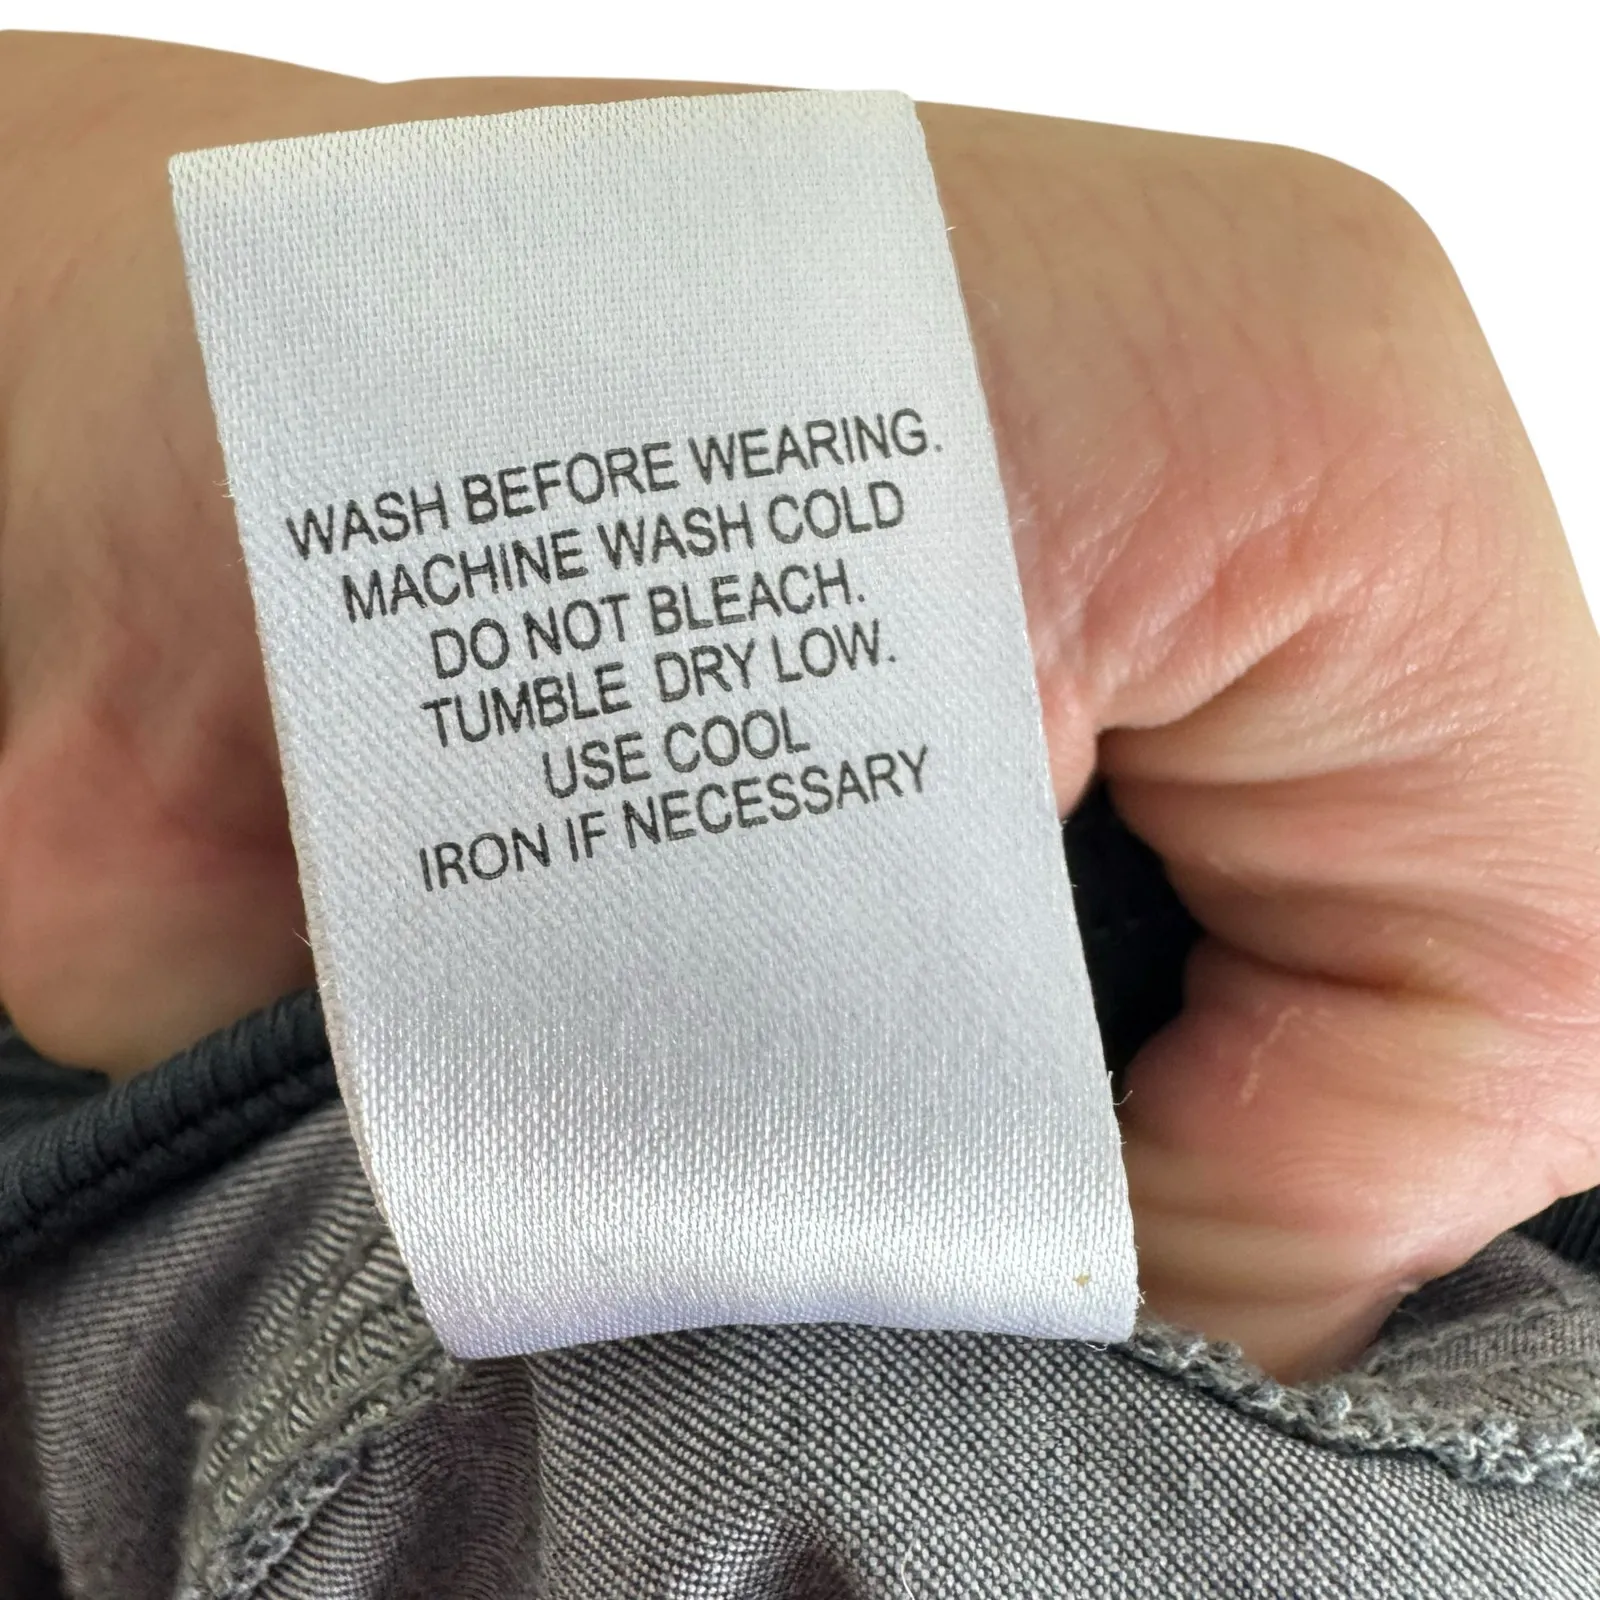 WASH BEFORE WEARING.
MACHINE WASH COLD
DO NOT BLEACH.
TUMBLE DRY LOW.
USE COOL
IRON IF NECESSARY